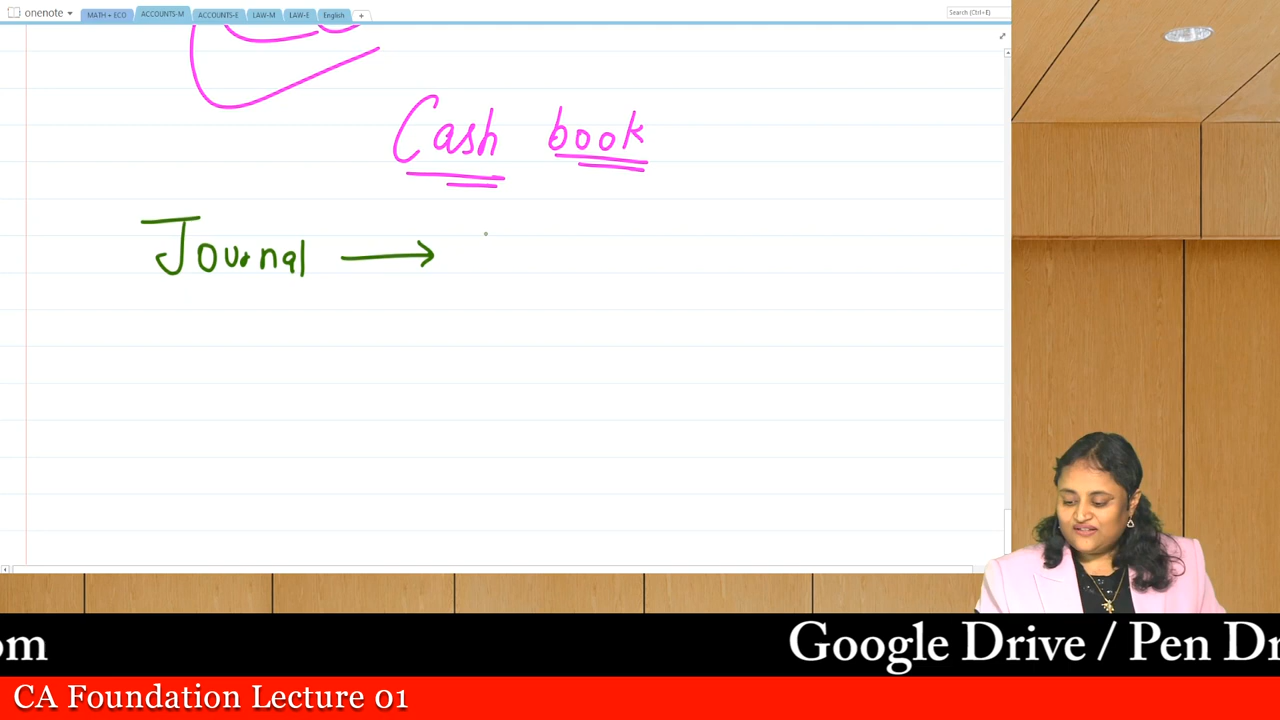 onenote MATH + ECO ACCOUNTS-M ACCOUNTS-E LAW-M LAW-E English + Search (Ctrl+E)
Cash book
Journal →
om Google Drive / Pen Dr
CA Foundation Lecture 01